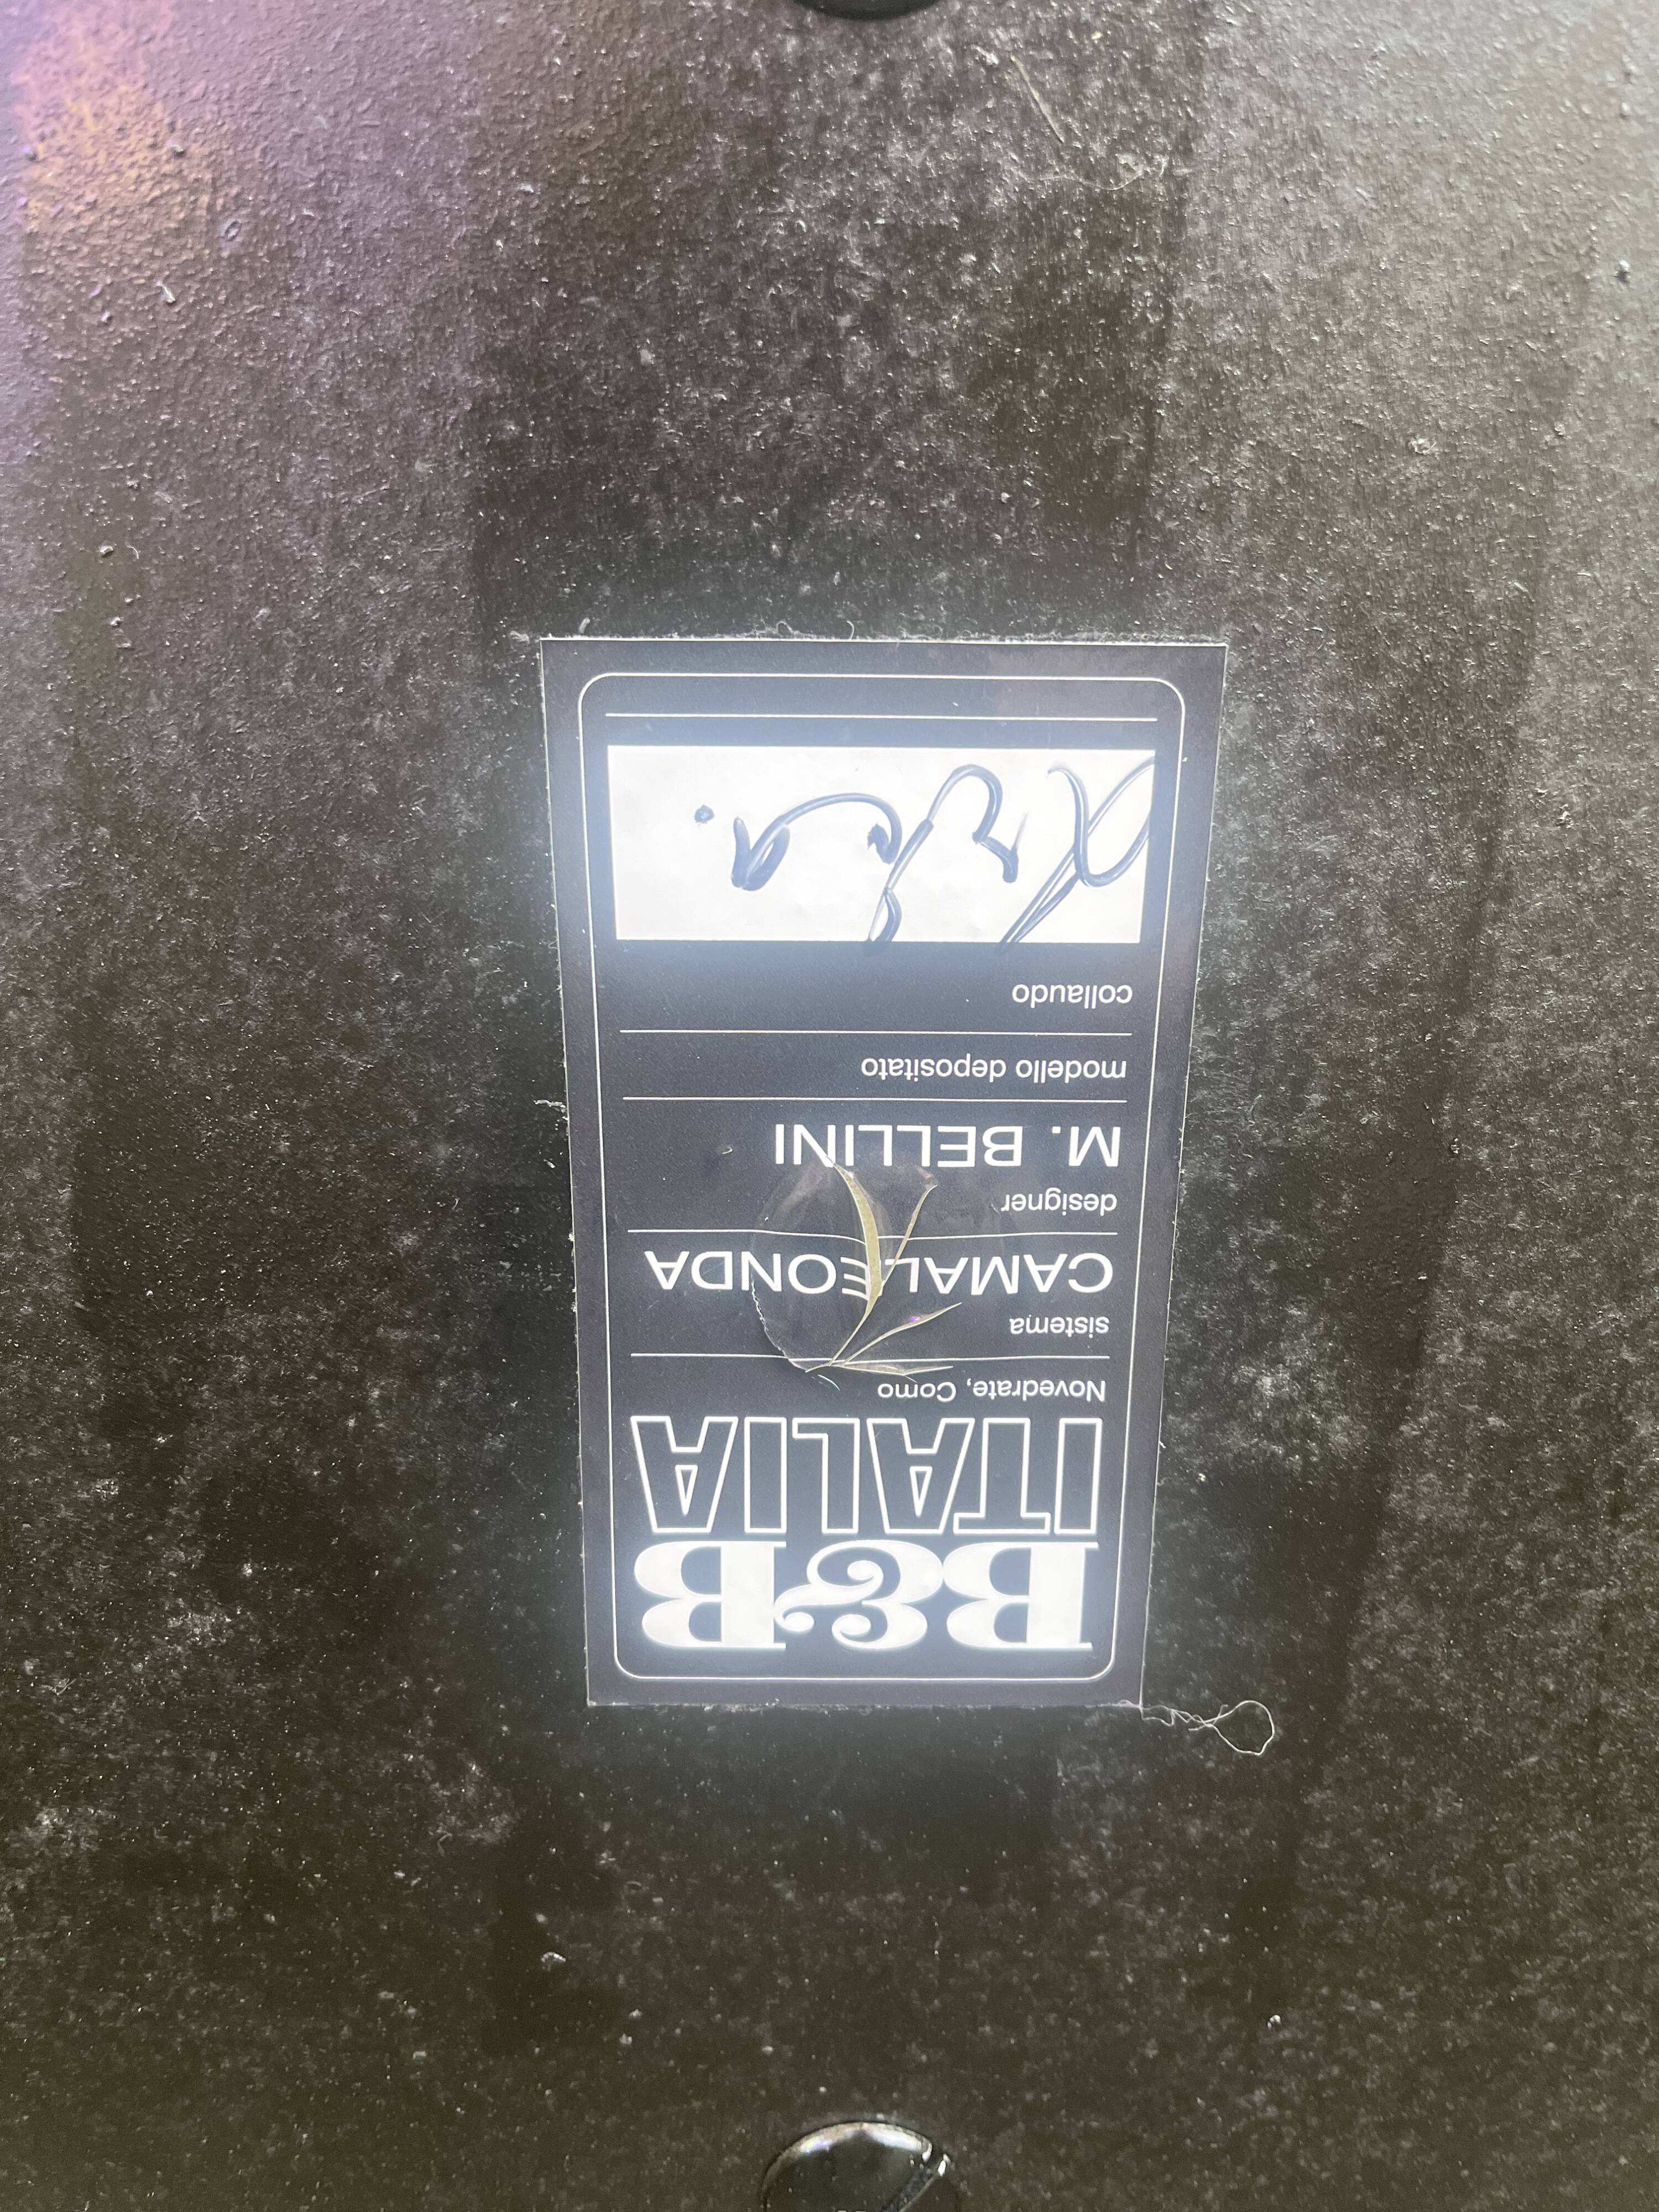 B&B
ITALIA
Novedrate, Como
sistema
CAMALEONDA
designer
M. BELLINI
modello depositato
collaudo